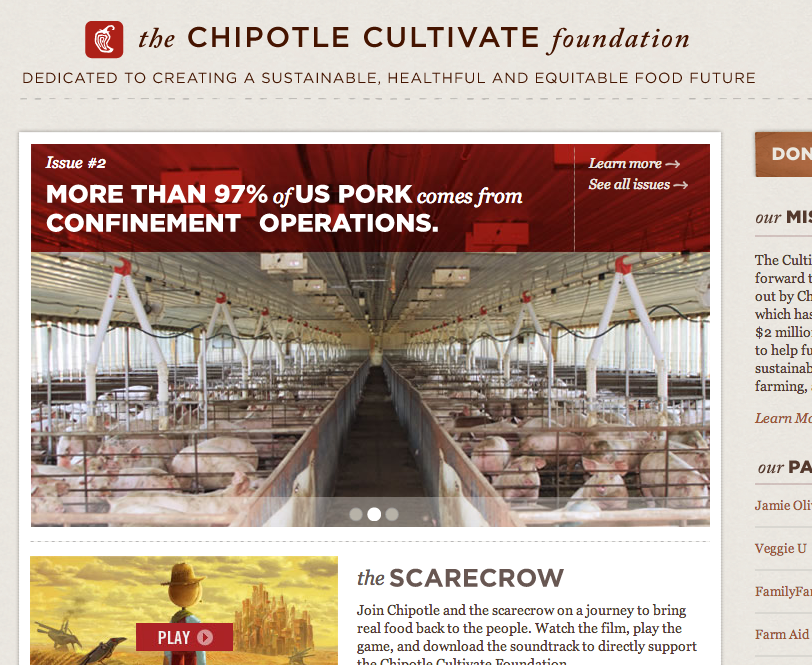 the CHIPOTLE CULTIVATE foundation
DEDICATED TO CREATING A SUSTAINABLE, HEALTHFUL AND EQUITABLE FOOD FUTURE
Issue #2
MORE THAN 97% of US PORK comes from
CONFINEMENT OPERATIONS.
Learn more →
See all issues →
PLAY
the SCARECROW
Join Chipotle and the scarecrow on a journey to bring
real food back to the people. Watch the film, play the
game, and download the soundtrack to directly support
the Chipotle Cultivate Foundation.
DON
our MIS
The Culti
forward t
out by Ch
which has
$2 millio
to help fu
sustainab
farming,
Learn Mo
our PA
Jamie Oli
Veggie U
FamilyFar
Farm Aid